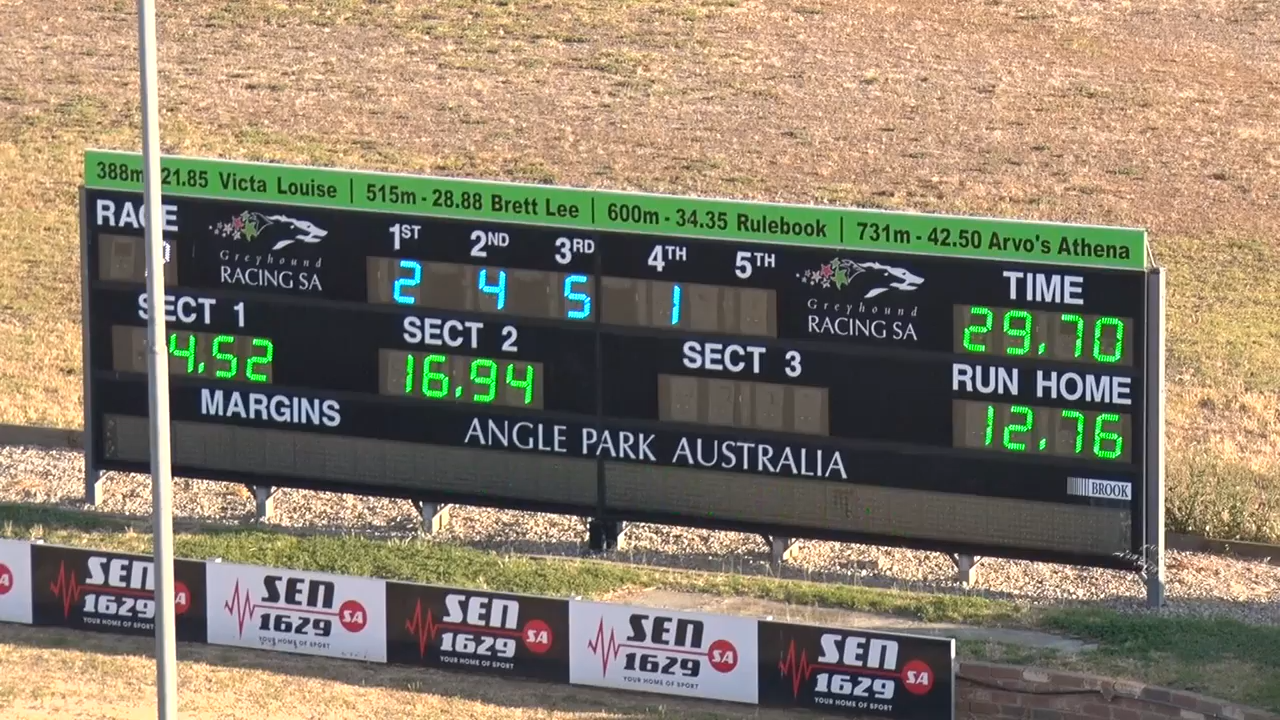 388m 21.85 Victa Louise | 515m - 28.88 Brett Lee | 600m - 34.35 Rulebook | 731m - 42.50 Arvo's Athena
RACE
Greyhound
RACING SA
1ST 2ND 3RD 4TH 5TH
2 4 5 1
Greyhound
RACING SA
TIME
29.70
SECT 1
4.52
SECT 2
16.94
SECT 3
RUN HOME
12.76
MARGINS
ANGLE PARK AUSTRALIA
BROOK
SA
SEN
1629 SA
YOUR HOME OF SPORT
SEN
1629 SA
YOUR HOME OF SPORT
SEN
1629 SA
YOUR HOME OF SPORT
SEN
1629 SA
YOUR HOME OF SPORT
SEN
1629 SA
YOUR HOME OF SPORT